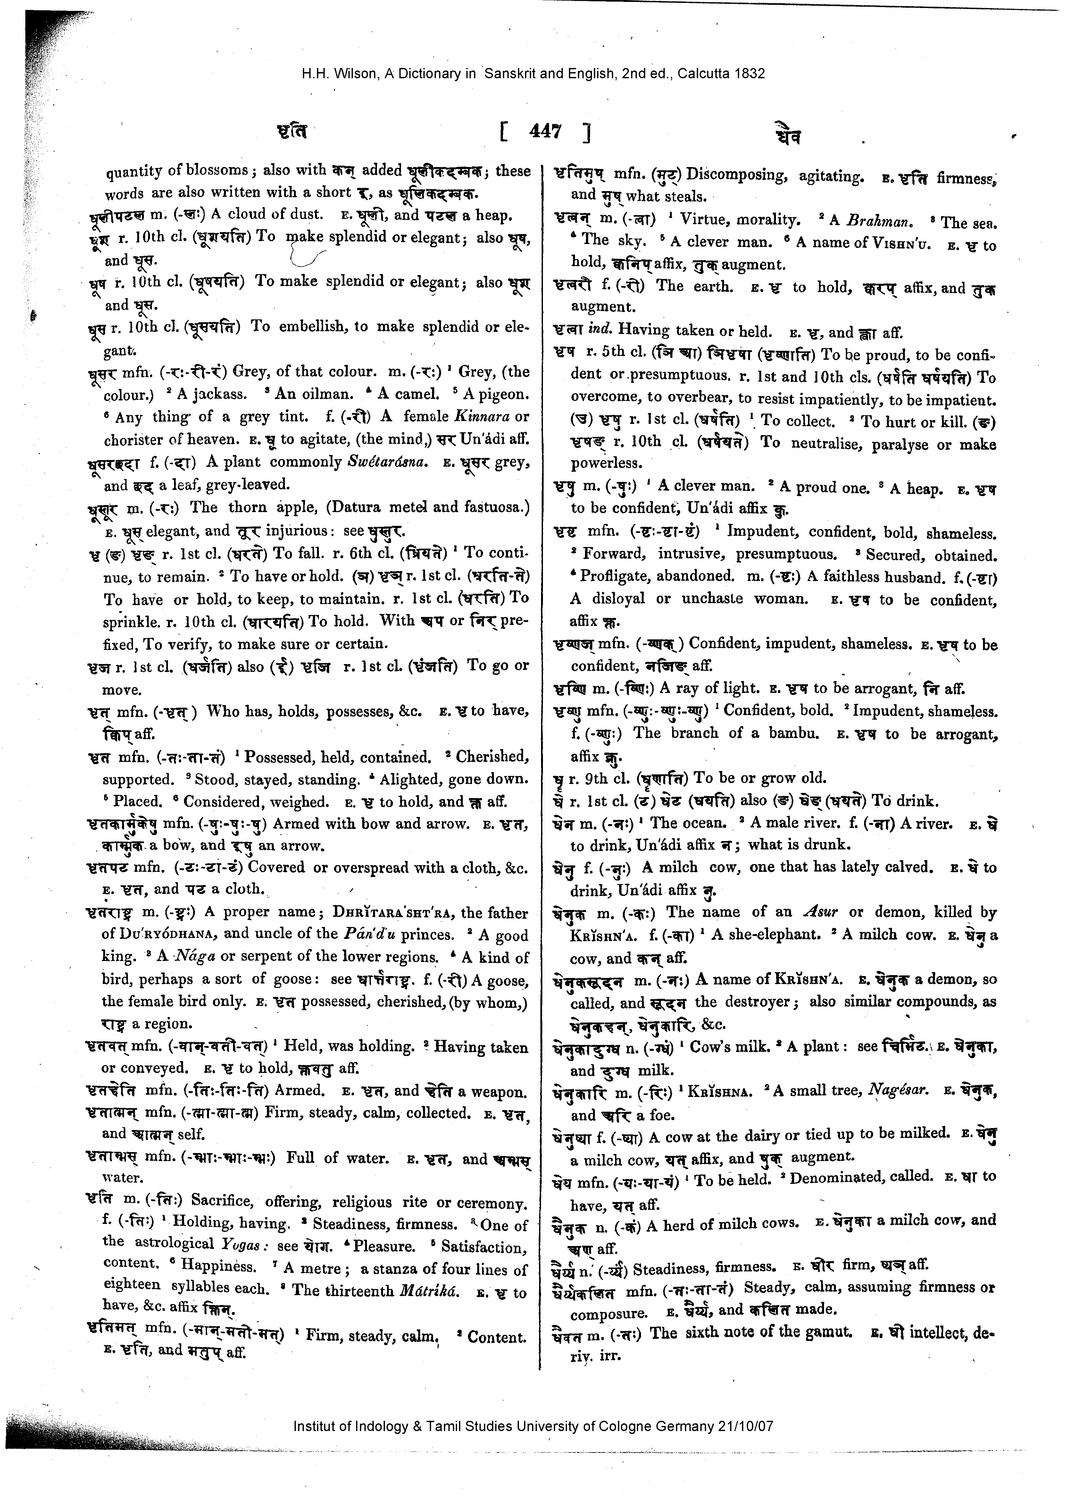 H.H. Wilson, A Dictionary in Sanskrit and English, 2nd ed., Calcutta 1832
धृति
[ 447 ]
धैव
quantity of blossoms; also with कन् added धूलीकदम्बक; these
words are also written with a short इ, as धूलिकदम्बक.
धूलीपटल m. (-लः) A cloud of dust. E. धूली, and पटल a heap.
धूश r. 10th cl. (धूशयति) To make splendid or elegant; also धूष,
and धूस.
धूष r. 10th cl. (धूषयति) To make splendid or elegant; also धूश
and धूस.
धूस r. 10th cl. (धूसयति) To embellish, to make splendid or ele-
gant.
धूसर mfn. (-रः-री-रं) Grey, of that colour. m. (-रः) ¹ Grey, (the
colour.) ² A jackass. ³ An oilman. ⁴ A camel. ⁵ A pigeon.
⁶ Any thing of a grey tint. f. (-री) A female Kinnara or
chorister of heaven. E. धू to agitate, (the mind,) सर Un'ádi aff.
धूसरच्छदा f. (-दा) A plant commonly Swétarásna. E. धूसर grey,
and छद a leaf, grey-leaved.
धूस्तूर m. (-रः) The thorn apple, (Datura metel and fastuosa.)
E. धूस् elegant, and तूर injurious: see धुस्तुर.
धृ (ङ) धृङ् r. 1st cl. (धरते) To fall. r. 6th cl. (ध्रियते) ¹ To conti-
nue, to remain. ² To have or hold. (ञ) धृञ् r. 1st cl. (धरति-ते)
To have or hold, to keep, to maintain. r. 1st cl. (धरति) To
sprinkle. r. 10th cl. (धारयति) To hold. With अप or निर् pre-
fixed, To verify, to make sure or certain.
धृज r. 1st cl. (धर्जति) also (इ) धृजि r. 1st cl. (धृंजति) To go or
move.
धृत् mfn. (-धृत्) Who has, holds, possesses, &c. E. धृ to have,
क्विप् aff.
धृत mfn. (-तः-ता-तं) ¹ Possessed, held, contained. ² Cherished,
supported. ³ Stood, stayed, standing. ⁴ Alighted, gone down.
⁵ Placed. ⁶ Considered, weighed. E. धृ to hold, and क्त aff.
धृतकार्मुकेषु mfn. (-षुः-षुः-षु) Armed with bow and arrow. E. धृत,
कार्म्मुक a bow, and इषु an arrow.
धृतपट mfn. (-टः-टा-टं) Covered or overspread with a cloth, &c.
E. धृत, and पट a cloth.
धृतराष्ट्र m. (-ष्ट्रः) A proper name; DHRĬTARA'SHT'RA, the father
of DU'RYÓDHANA, and uncle of the Pán'd'u princes. ² A good
king. ³ A Nága or serpent of the lower regions. ⁴ A kind of
bird, perhaps a sort of goose: see धार्त्तराष्ट्र. f. (-री) A goose,
the female bird only. E. धृत possessed, cherished, (by whom,)
राष्ट्र a region.
धृतवत् mfn. (-वान्-वती-वत्) ¹ Held, was holding. ² Having taken
or conveyed. E. धृ to hold, क्तवतु aff.
धृतहेति mfn. (-तिः-तिः-ति) Armed. E. धृत, and हेति a weapon.
धृतात्मन् mfn. (-त्मा-त्मा-त्म) Firm, steady, calm, collected. E. धृत,
and आत्मन् self.
धृताम्भस् mfn. (-म्भाः-म्भाः-म्भः) Full of water. E. धृत, and अम्भस्
water.
धृति m. (-तिः) Sacrifice, offering, religious rite or ceremony.
f. (-तिः) ¹ Holding, having. ² Steadiness, firmness. ³ One of
the astrological Yogas: see योग. ⁴ Pleasure. ⁵ Satisfaction,
content. ⁶ Happiness. ⁷ A metre; a stanza of four lines of
eighteen syllables each. ⁸ The thirteenth Mátriká. E. धृ to
have, &c. affix क्तिन्.
धृतिमत् mfn. (-मान्-मती-मत्) ¹ Firm, steady, calm, ² Content.
E. धृति, and मतुप् aff.
धृतिमुष् mfn. (मुट्) Discomposing, agitating. E. धृति firmness,
and मुष् what steals.
धृत्वन् m. (-त्वा) ¹ Virtue, morality. ² A Brahman. ³ The sea.
⁴ The sky. ⁵ A clever man. ⁶ A name of VISHN'U. E. धृ to
hold, क्वनिप् affix, तुक् augment.
धृत्वरी f. (-री) The earth. E. धृ to hold, क्वरप् affix, and तुक
augment.
धृत्वा ind. Having taken or held. E. धृ, and क्त्वा aff.
धृष r. 5th cl. (ञि आ) ञिधृषा (धृष्णाति) To be proud, to be confi-
dent or presumptuous. r. 1st and 10th cls. (धर्षति धर्षयति) To
overcome, to overbear, to resist impatiently, to be impatient.
(उ) धृषु r. 1st cl. (धर्षति) ¹ To collect. ² To hurt or kill. (ङ)
धृषङ् r. 10th cl. (धर्षयते) To neutralise, paralyse or make
powerless.
धृषु m. (-षुः) ¹ A clever man. ² A proud one. ³ A heap. E. धृष
to be confident, Un'ádi affix कु.
धृष्ट mfn. (-ष्टः-ष्टा-ष्टं) ¹ Impudent, confident, bold, shameless.
² Forward, intrusive, presumptuous. ³ Secured, obtained.
⁴ Profligate, abandoned. m. (-ष्टः) A faithless husband. f. (-ष्टा)
A disloyal or unchaste woman. E. धृष to be confident,
affix क्त.
धृष्णज् mfn. (-ष्णक्) Confident, impudent, shameless. E. धृष to be
confident, नजिङ् aff.
धृष्णि m. (-ष्णिः) A ray of light. E. धृष to be arrogant, नि aff.
धृष्णु mfn. (-ष्णुः-ष्णुः-ष्णु) ¹ Confident, bold. ² Impudent, shameless.
f. (-ष्णुः) The branch of a bambu. E. धृष to be arrogant,
affix क्नु.
धॄ r. 9th cl. (धृणाति) To be or grow old.
धे r. 1st cl. (ट) धेट (धयति) also (ङ) धेङ् (धयते) To drink.
धेन m. (-नः) ¹ The ocean. ² A male river. f. (-ना) A river. E. धे
to drink, Un'ádi affix न; what is drunk.
धेनु f. (-नुः) A milch cow, one that has lately calved. E. धे to
drink, Un'ádi affix नु.
धेनुक m. (-कः) The name of an Asur or demon, killed by
KRĬSHN'A. f. (-का) ¹ A she-elephant. ² A milch cow. E. धेनु a
cow, and कन् aff.
धेनुकसूदन m. (-नः) A name of KRĬSHN'A. E. धेनुक a demon, so
called, and सूदन the destroyer; also similar compounds, as
धेनुकहन्, धेनुकारि, &c.
धेनुकादुग्ध n. (-ग्धं) ¹ Cow's milk. ² A plant: see चिर्भिट. E. धेनुका,
and दुग्ध milk.
धेनुकारि m. (-रिः) ¹ KRĬSHNA. ² A small tree, Nagésar. E. धेनुक,
and अरि a foe.
धेनुष्या f. (-ष्या) A cow at the dairy or tied up to be milked. E. धेनु
a milch cow, यत् affix, and षुक् augment.
धेय mfn. (-यः-या-यं) ¹ To be held. ² Denominated, called. E. धा to
have, यत् aff.
धैनुक n. (-कं) A herd of milch cows. E. धेनुका a milch cow, and
अण् aff.
धैर्य्य n. (-र्य्यं) Steadiness, firmness. E. धीर firm, ष्यञ् aff.
धैर्य्यकलित mfn. (-तः-ता-तं) Steady, calm, assuming firmness or
composure. E. धैर्य्य, and कलित made.
धैवत m. (-तः) The sixth note of the gamut. E. धी intellect, de-
riv. irr.
Institut of Indology & Tamil Studies University of Cologne Germany 21/10/07